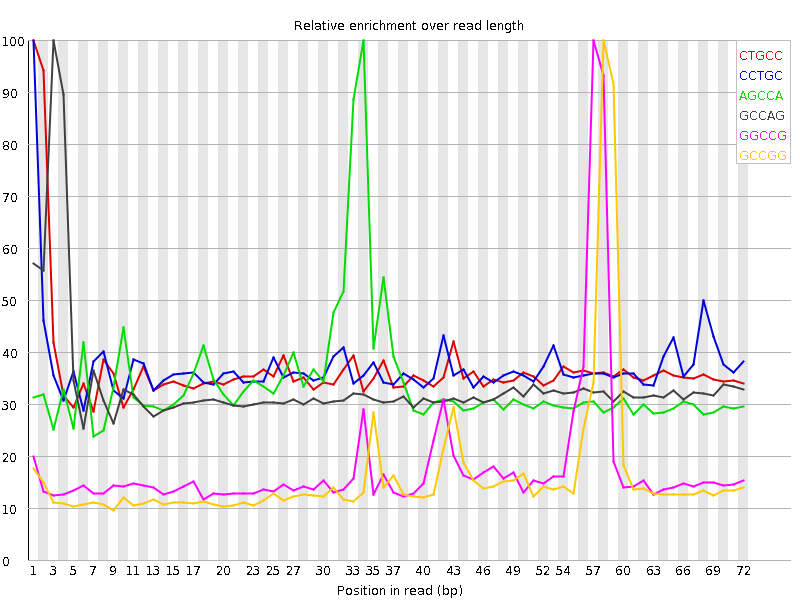 Relative enrichment over read length
100
90
80
70
60
50
40
30
20
10
0
CTGCC
CCTGC
AGCCA
GCCAG
GGCCG
GCCGG
1 3 5 7 9 11 13 15 17 20 23 25 27 30 33 35 37 40 43 46 49 52 54 57 60 63 66 69 72
Position in read (bp)